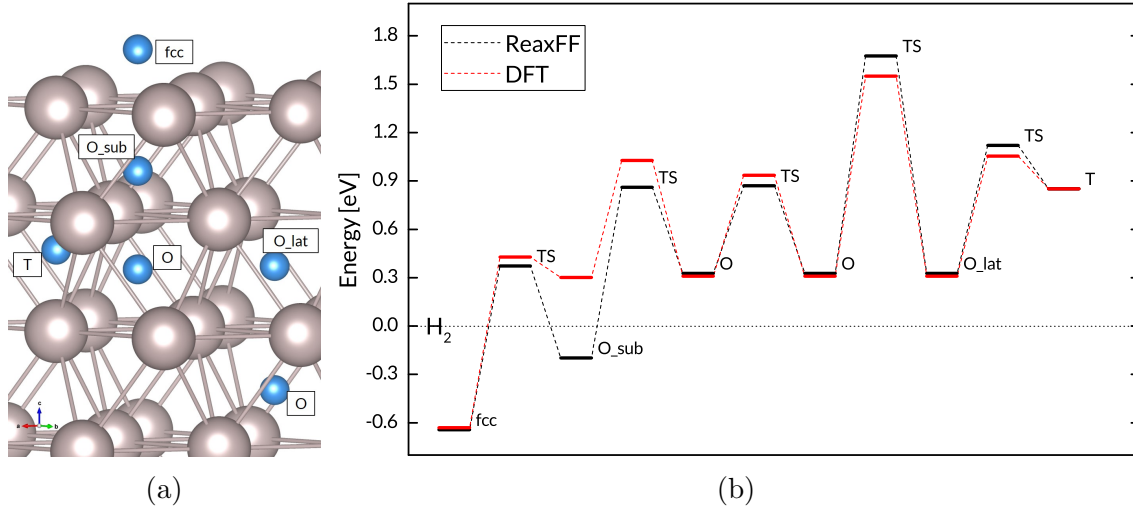 fcc
O_sub
O_lat
T
O
O
c
a
b
(a)
Energy [eV]
1.8
1.5
1.2
0.9
0.6
0.3
0.0
-0.3
-0.6
ReaxFF
DFT
H2
fcc
TS
O_sub
TS
O
TS
O
TS
O_lat
TS
T
(b)